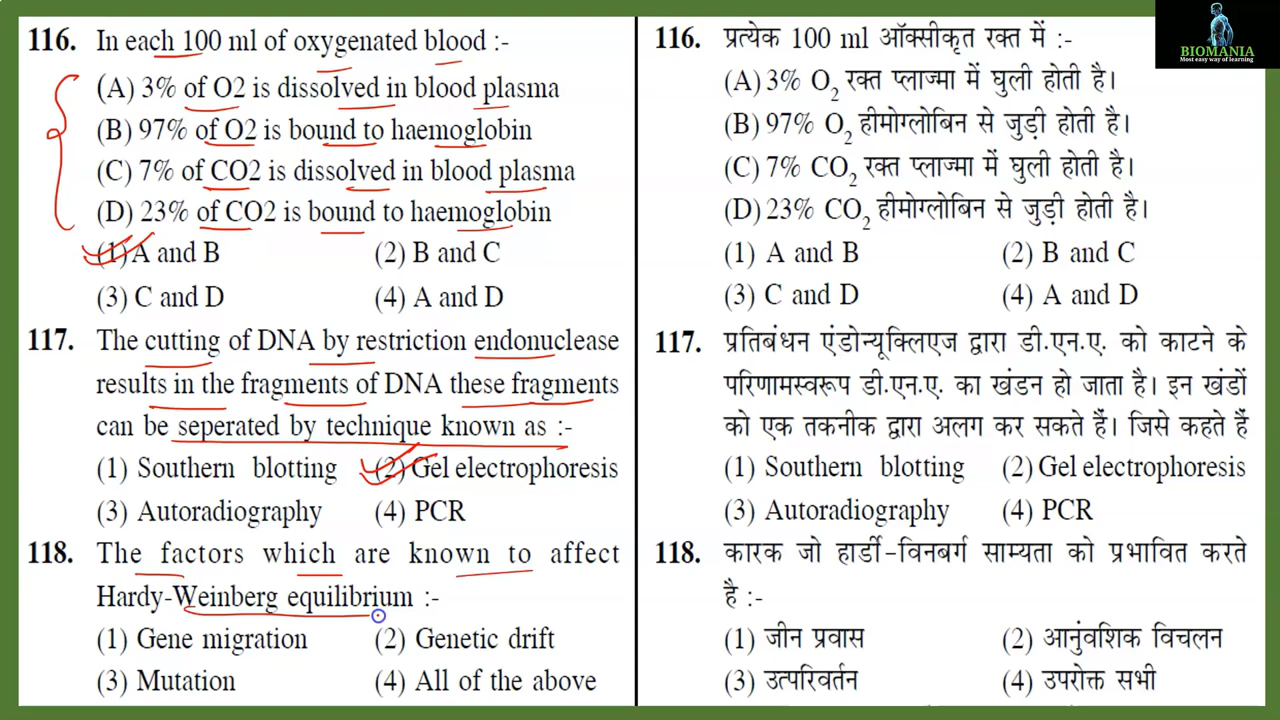 116. In each 100 ml of oxygenated blood :-
(A) 3% of O2 is dissolved in blood plasma
(B) 97% of O2 is bound to haemoglobin
(C) 7% of CO2 is dissolved in blood plasma
(D) 23% of CO2 is bound to haemoglobin
(1) A and B (2) B and C
(3) C and D (4) A and D
117. The cutting of DNA by restriction endonuclease
results in the fragments of DNA these fragments
can be seperated by technique known as :-
(1) Southern blotting (2) Gel electrophoresis
(3) Autoradiography (4) PCR
118. The factors which are known to affect
Hardy-Weinberg equilibrium :-
(1) Gene migration (2) Genetic drift
(3) Mutation (4) All of the above
116. प्रत्येक 100 ml ऑक्सीकृत रक्त में :-
(A) 3% O₂ रक्त प्लाज्मा में घुली होती है।
(B) 97% O₂ हीमोग्लोबिन से जुड़ी होती है।
(C) 7% CO₂ रक्त प्लाज्मा में घुली होती है।
(D) 23% CO₂ हीमोग्लोबिन से जुड़ी होती है।
(1) A and B (2) B and C
(3) C and D (4) A and D
117. प्रतिबंधन एंडोन्यूक्लिएज द्वारा डी.एन.ए. को काटने के
परिणामस्वरूप डी.एन.ए. का खंडन हो जाता है। इन खंडों
को एक तकनीक द्वारा अलग कर सकते हैं। जिसे कहते हैं
(1) Southern blotting (2) Gel electrophoresis
(3) Autoradiography (4) PCR
118. कारक जो हार्डी-विनबर्ग साम्यता को प्रभावित करते
है :-
(1) जीन प्रवास (2) आनुंवशिक विचलन
(3) उत्परिवर्तन (4) उपरोक्त सभी
BIOMANIA
Most easy way of learning